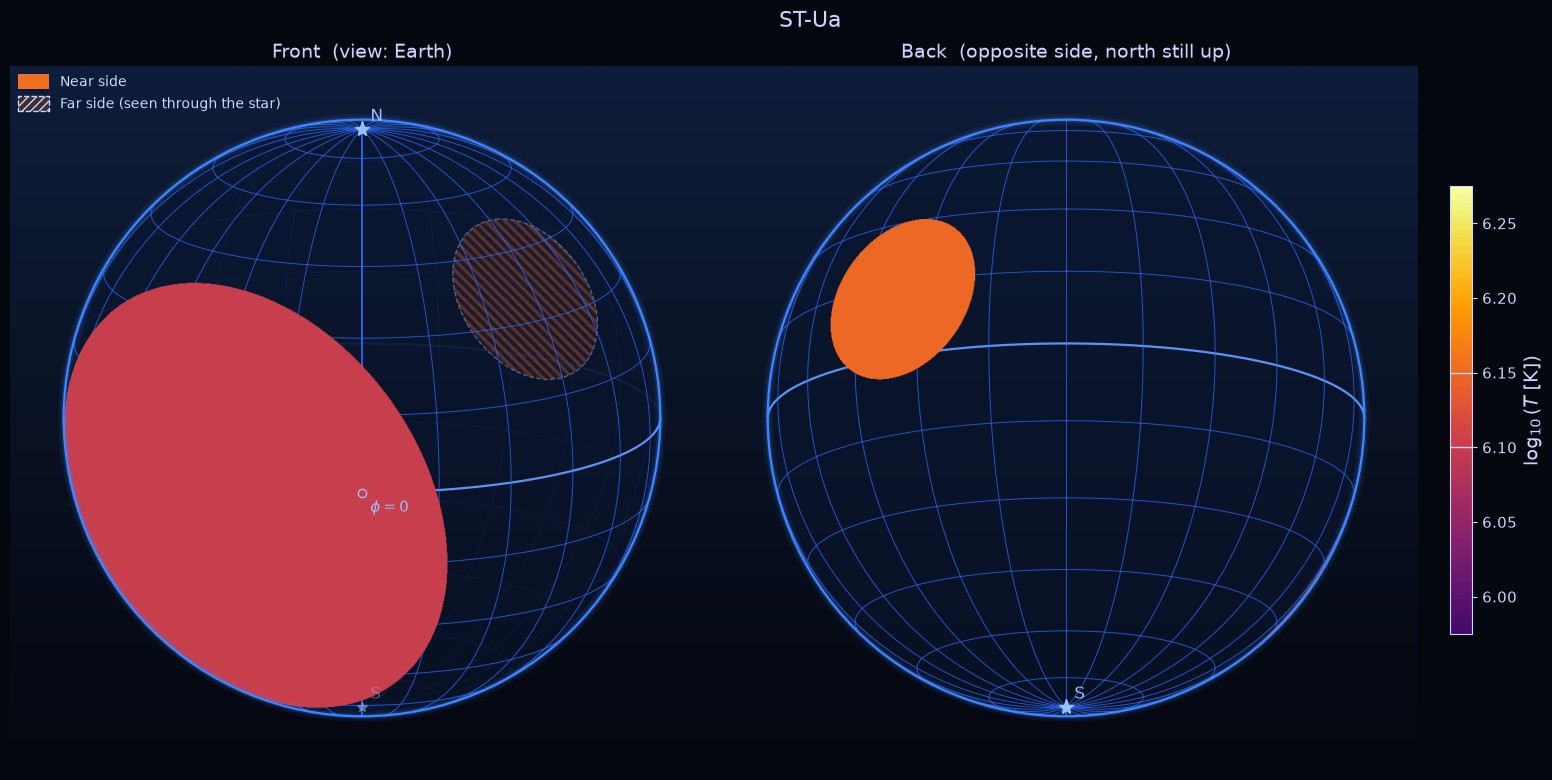 ST-Ua
Front (view: Earth)
Back (opposite side, north still up)
Near side
Far side (seen through the star)
N
ϕ = 0
S
S
6.25
6.20
6.15
6.10
6.05
6.00
log₁₀(T [K])